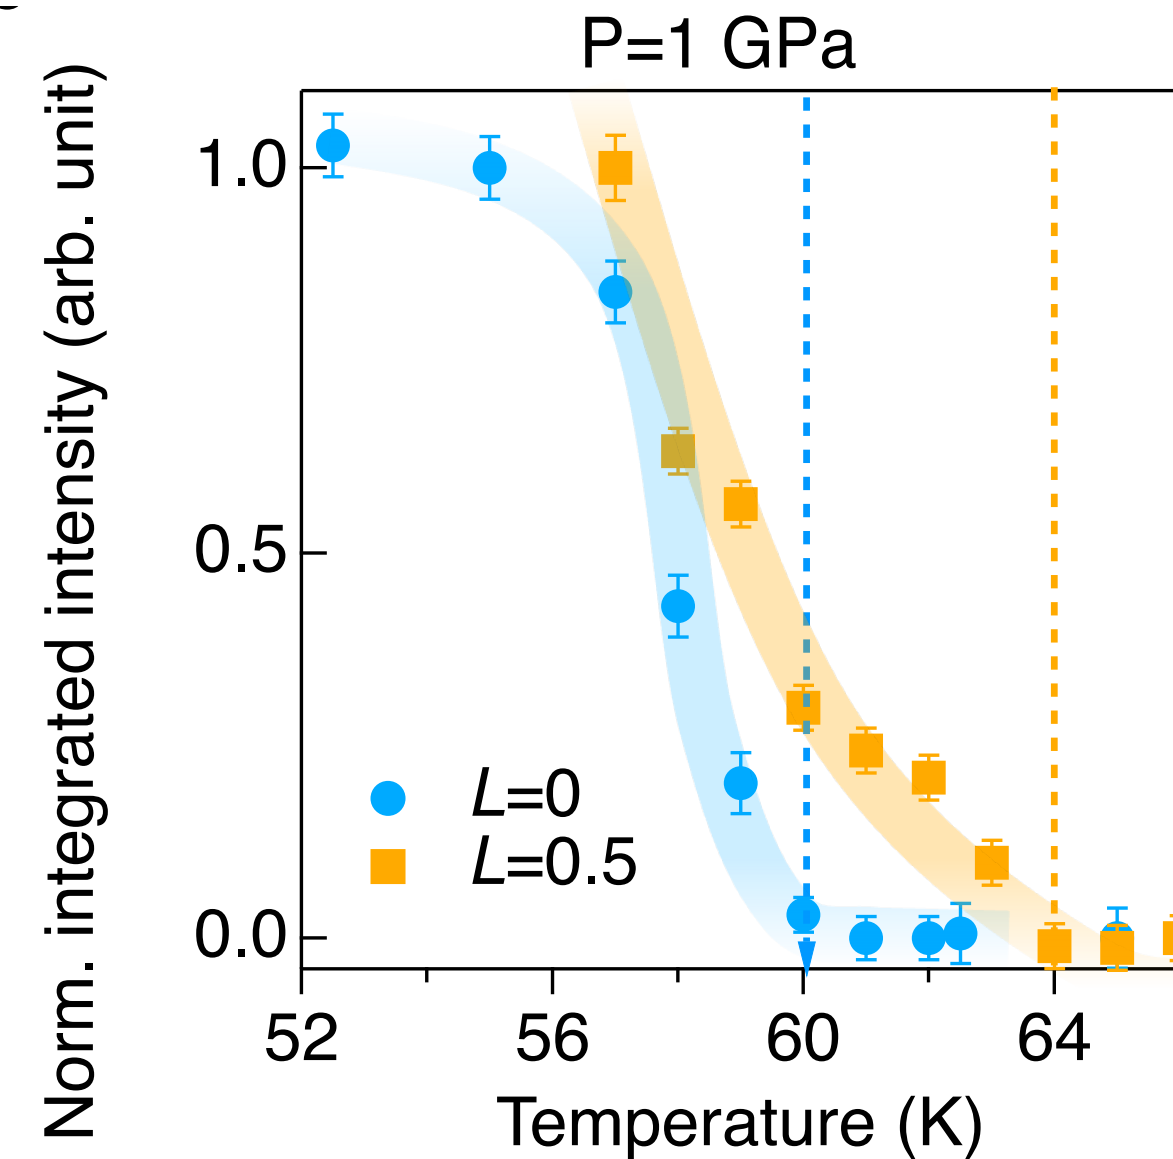 P=1 GPa
Norm. integrated intensity (arb. unit)
1.0
0.5
0.0
L=0
L=0.5
52
56
60
64
Temperature (K)